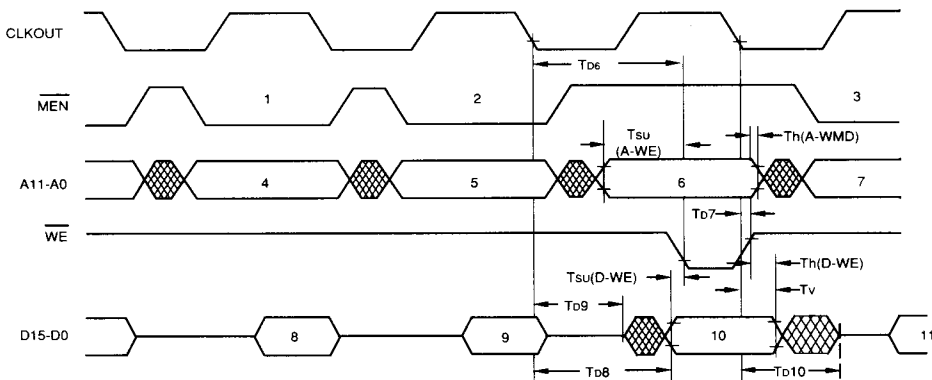 CLKOUT
TD6
MEN
1
2
3
Tsu
(A-WE)
Th(A-WMD)
A11-A0
4
5
6
7
TD7
WE
Tsu(D-WE)
Th(D-WE)
TD9
Tv
D15-D0
8
9
10
11
TD8
TD10